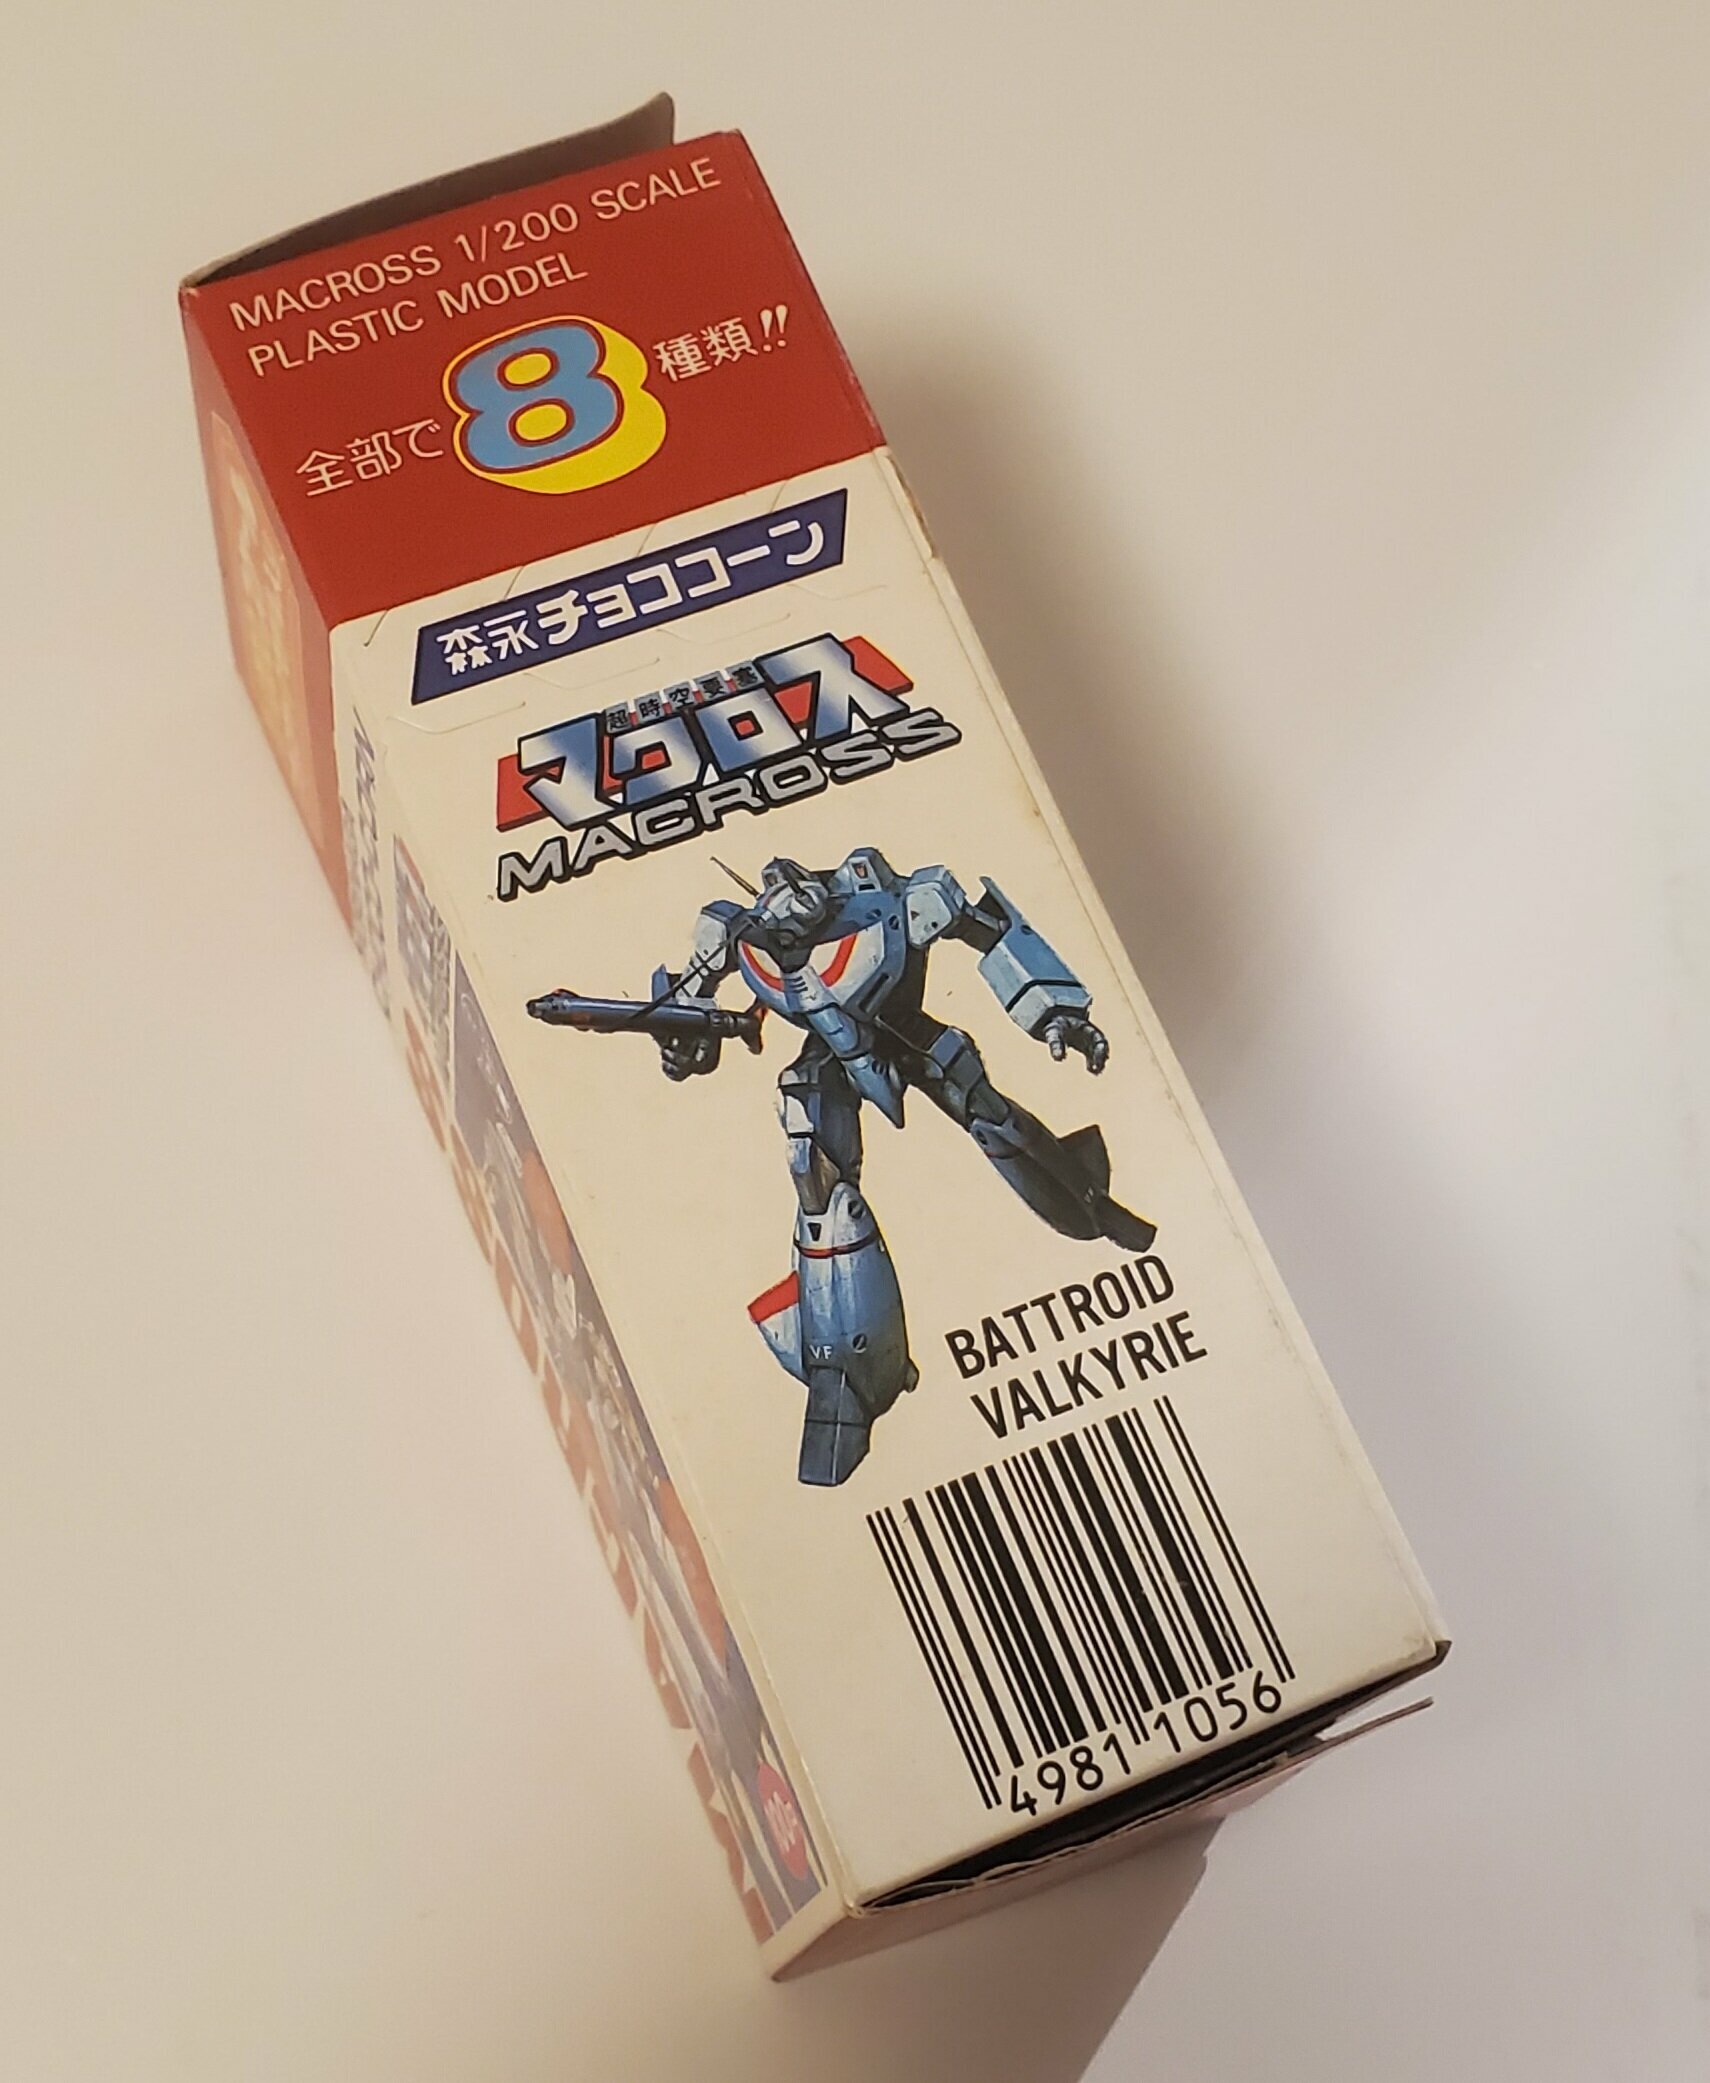 MACROSS 1/200 SCALE
PLASTIC MODEL
全部で8種類!!
森永チョココーン
超時空要塞
マクロス
MACROSS
VF
BATTROID
VALKYRIE
4981 1056